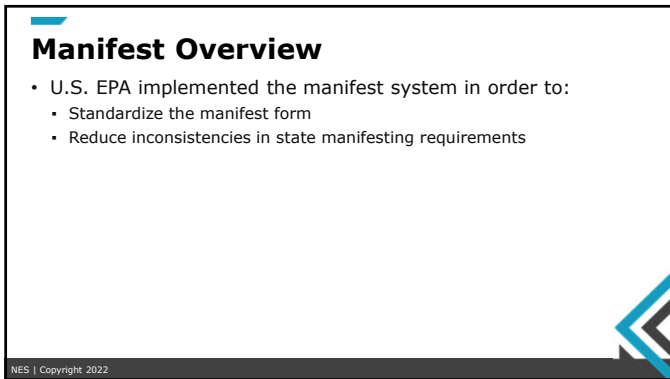 Manifest Overview
• U.S. EPA implemented the manifest system in order to:
▪ Standardize the manifest form
▪ Reduce inconsistencies in state manifesting requirements
NES | Copyright 2022